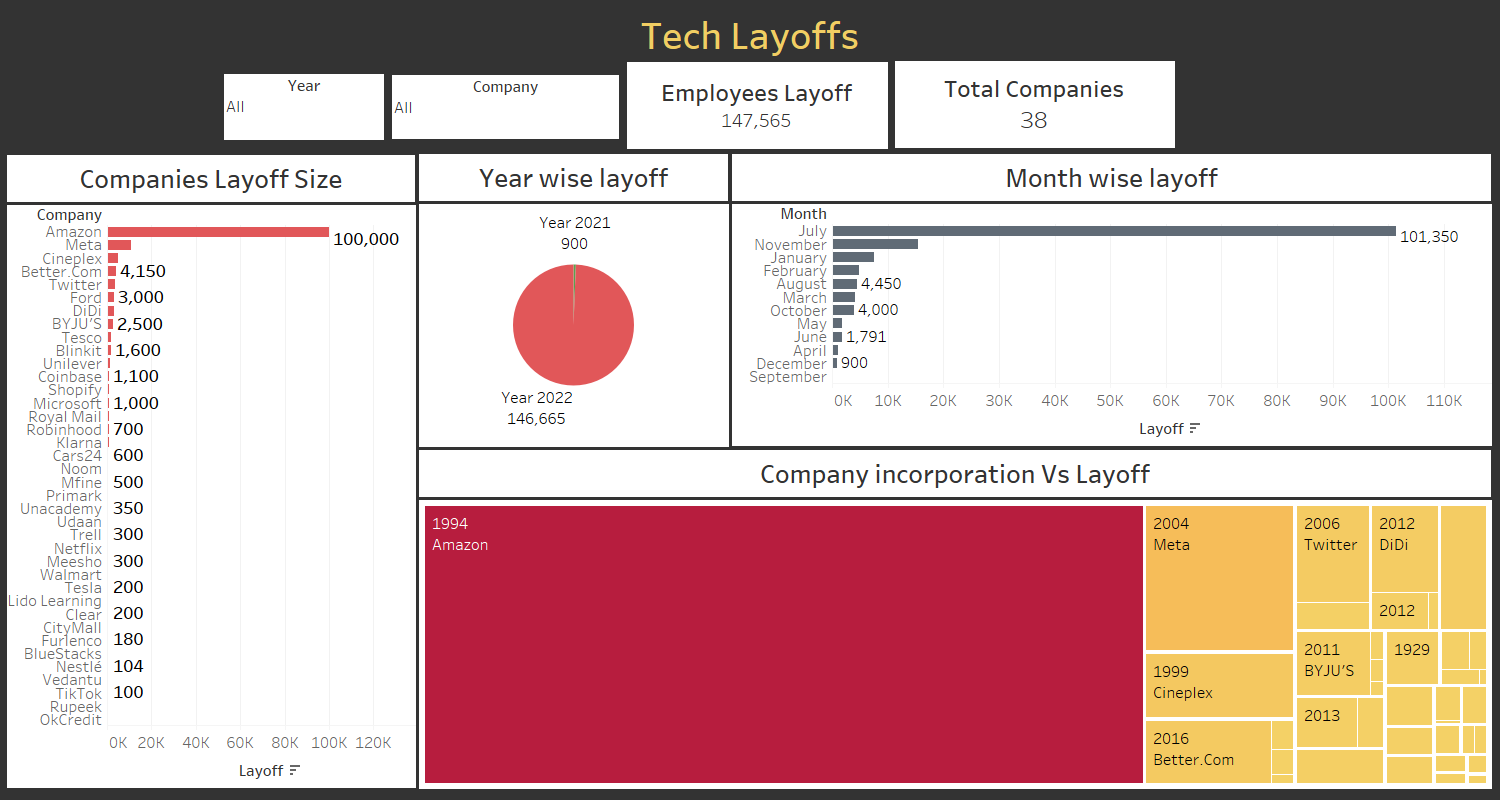 Tech Layoffs
Year
All
Company
All
Employees Layoff
147,565
Total Companies
38
Companies Layoff Size
Company
Amazon 100,000
Meta
Cineplex
Better.Com 4,150
Twitter
Ford 3,000
DiDi
BYJU'S 2,500
Tesco
Blinkit 1,600
Unilever
Coinbase 1,100
Shopify
Microsoft 1,000
Royal Mail
Robinhood 700
Klarna
Cars24 600
Noom
Mfine 500
Primark
Unacademy 350
Udaan
Trell 300
Netflix
Meesho 300
Walmart
Tesla 200
Lido Learning
Clear 200
CityMall
Furlenco 180
BlueStacks
Nestlé 104
Vedantu
TikTok 100
Rupeek
OkCredit
0K 20K 40K 60K 80K 100K 120K
Layoff
Year wise layoff
Year 2021
900
Year 2022
146,665
Month wise layoff
Month
July 101,350
November
January
February
August 4,450
March
October 4,000
May
June 1,791
April
December 900
September
0K 10K 20K 30K 40K 50K 60K 70K 80K 90K 100K 110K
Layoff
Company incorporation Vs Layoff
1994
Amazon
2004
Meta
1999
Cineplex
2016
Better.Com
2006
Twitter
2011
BYJU'S
2013
2012
DiDi
2012
1929